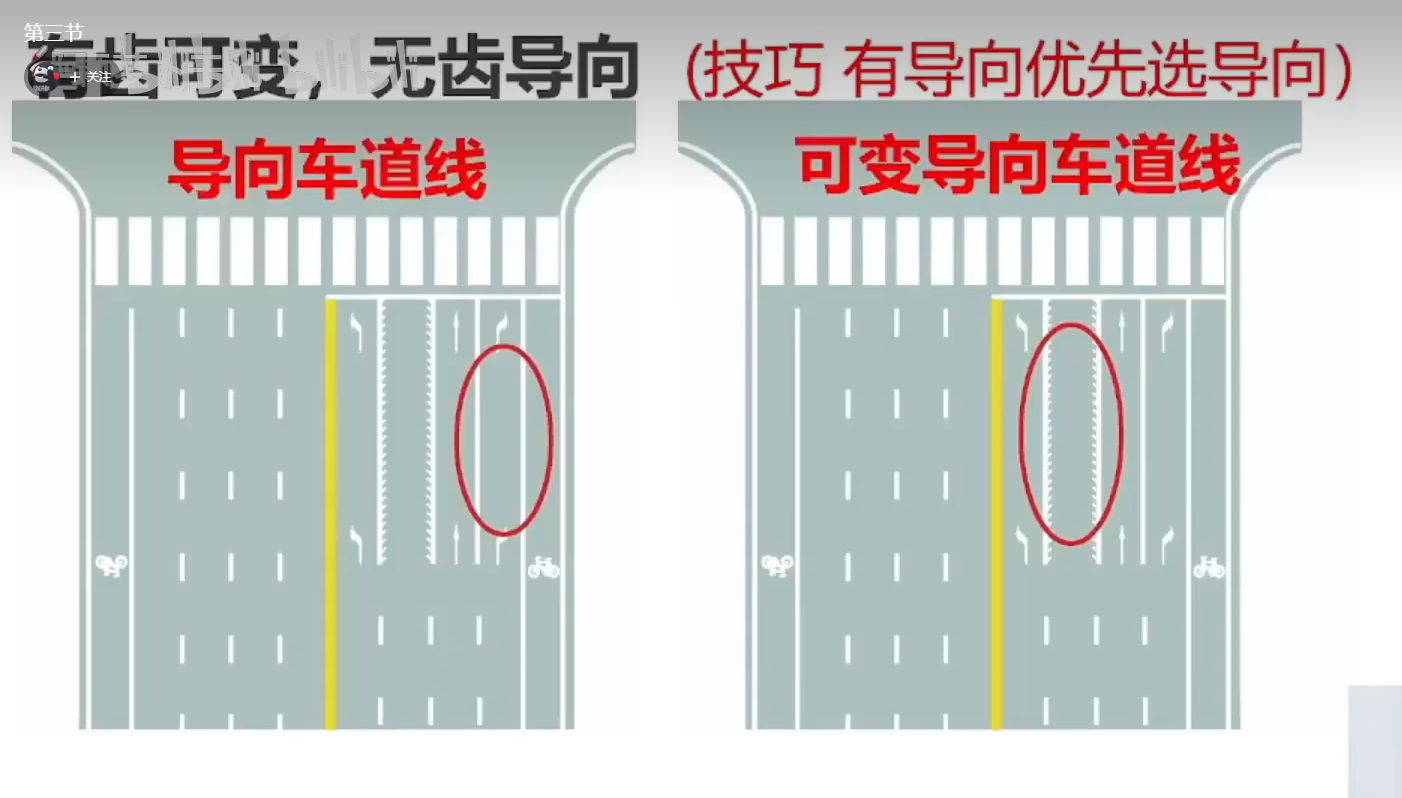 第三节
有齿可变，无齿导向
(技巧 有导向优先选导向)
+ 关注
导向车道线
可变导向车道线